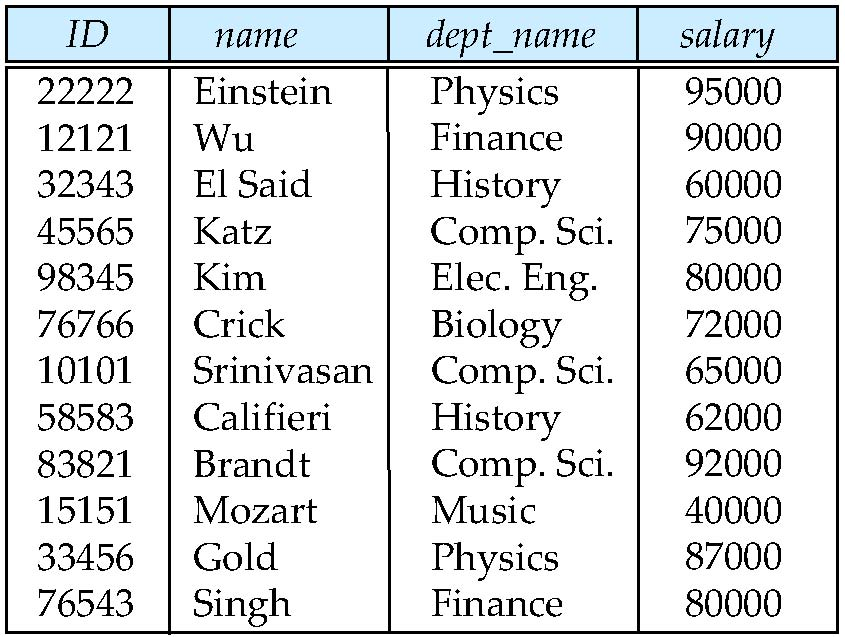 ID name dept_name salary
22222 Einstein Physics 95000
12121 Wu Finance 90000
32343 El Said History 60000
45565 Katz Comp. Sci. 75000
98345 Kim Elec. Eng. 80000
76766 Crick Biology 72000
10101 Srinivasan Comp. Sci. 65000
58583 Califieri History 62000
83821 Brandt Comp. Sci. 92000
15151 Mozart Music 40000
33456 Gold Physics 87000
76543 Singh Finance 80000